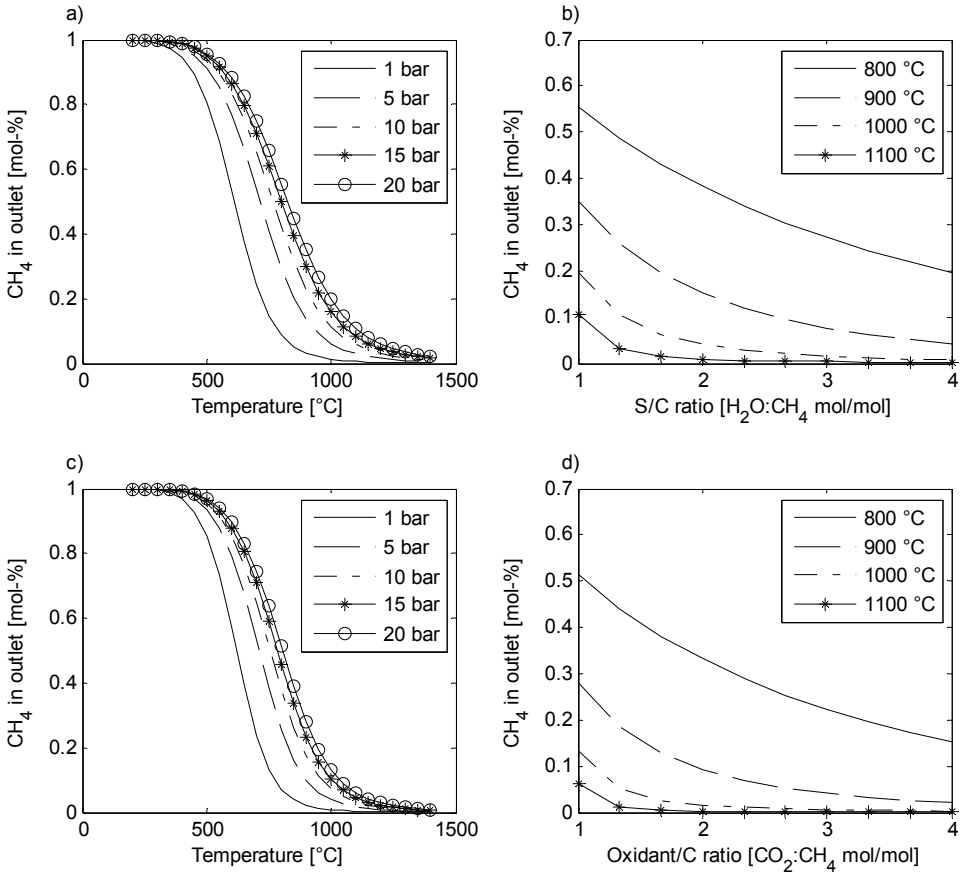 a)
CH4 in outlet [mol-%]
1
0.8
0.6
0.4
0.2
0
0
500
1000
1500
Temperature [°C]
1 bar
5 bar
10 bar
15 bar
20 bar
b)
CH4 in outlet [mol-%]
0.7
0.6
0.5
0.4
0.3
0.2
0.1
0
1
2
3
4
S/C ratio [H2O:CH4 mol/mol]
800 °C
900 °C
1000 °C
1100 °C
c)
CH4 in outlet [mol-%]
1
0.8
0.6
0.4
0.2
0
0
500
1000
1500
Temperature [°C]
1 bar
5 bar
10 bar
15 bar
20 bar
d)
CH4 in outlet [mol-%]
0.7
0.6
0.5
0.4
0.3
0.2
0.1
0
1
2
3
4
Oxidant/C ratio [CO2:CH4 mol/mol]
800 °C
900 °C
1000 °C
1100 °C